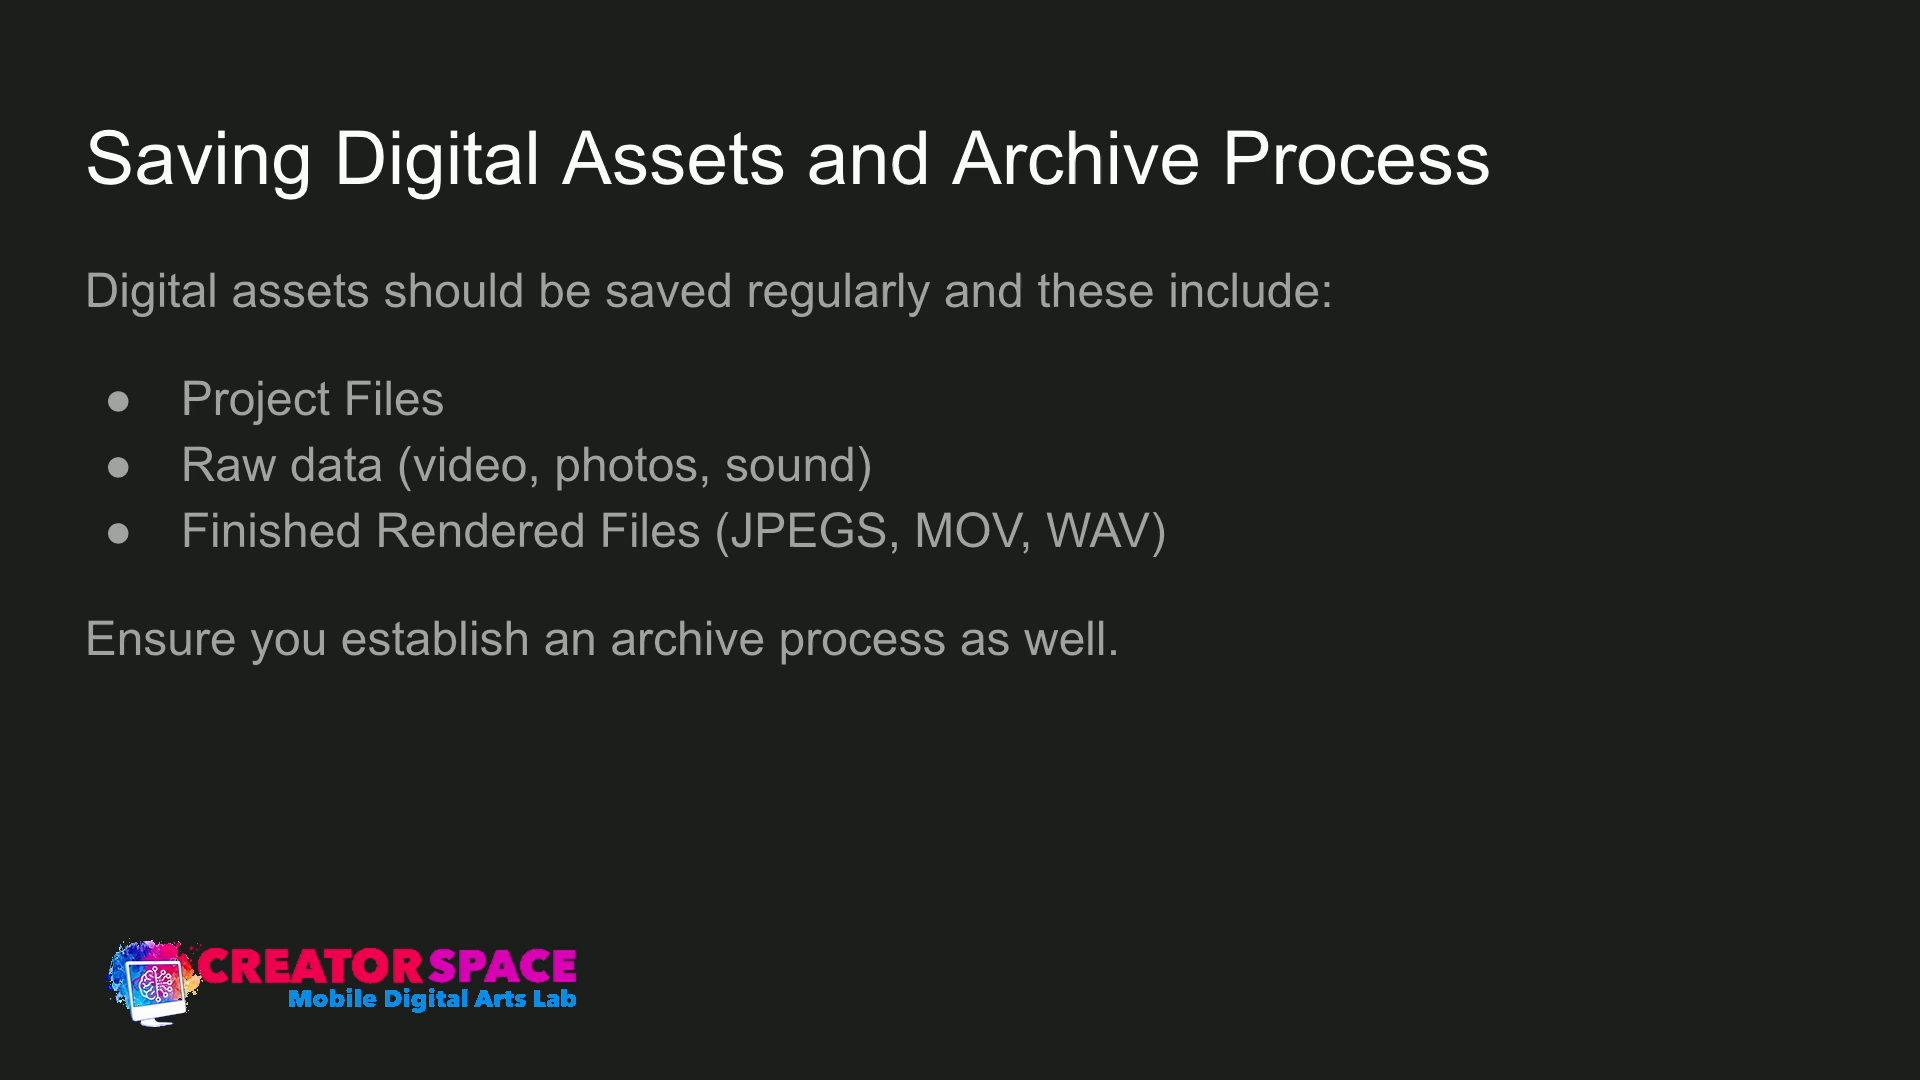 Saving Digital Assets and Archive Process
Digital assets should be saved regularly and these include:
● Project Files
● Raw data (video, photos, sound)
● Finished Rendered Files (JPEGS, MOV, WAV)
Ensure you establish an archive process as well.
CREATORSPACE
Mobile Digital Arts Lab